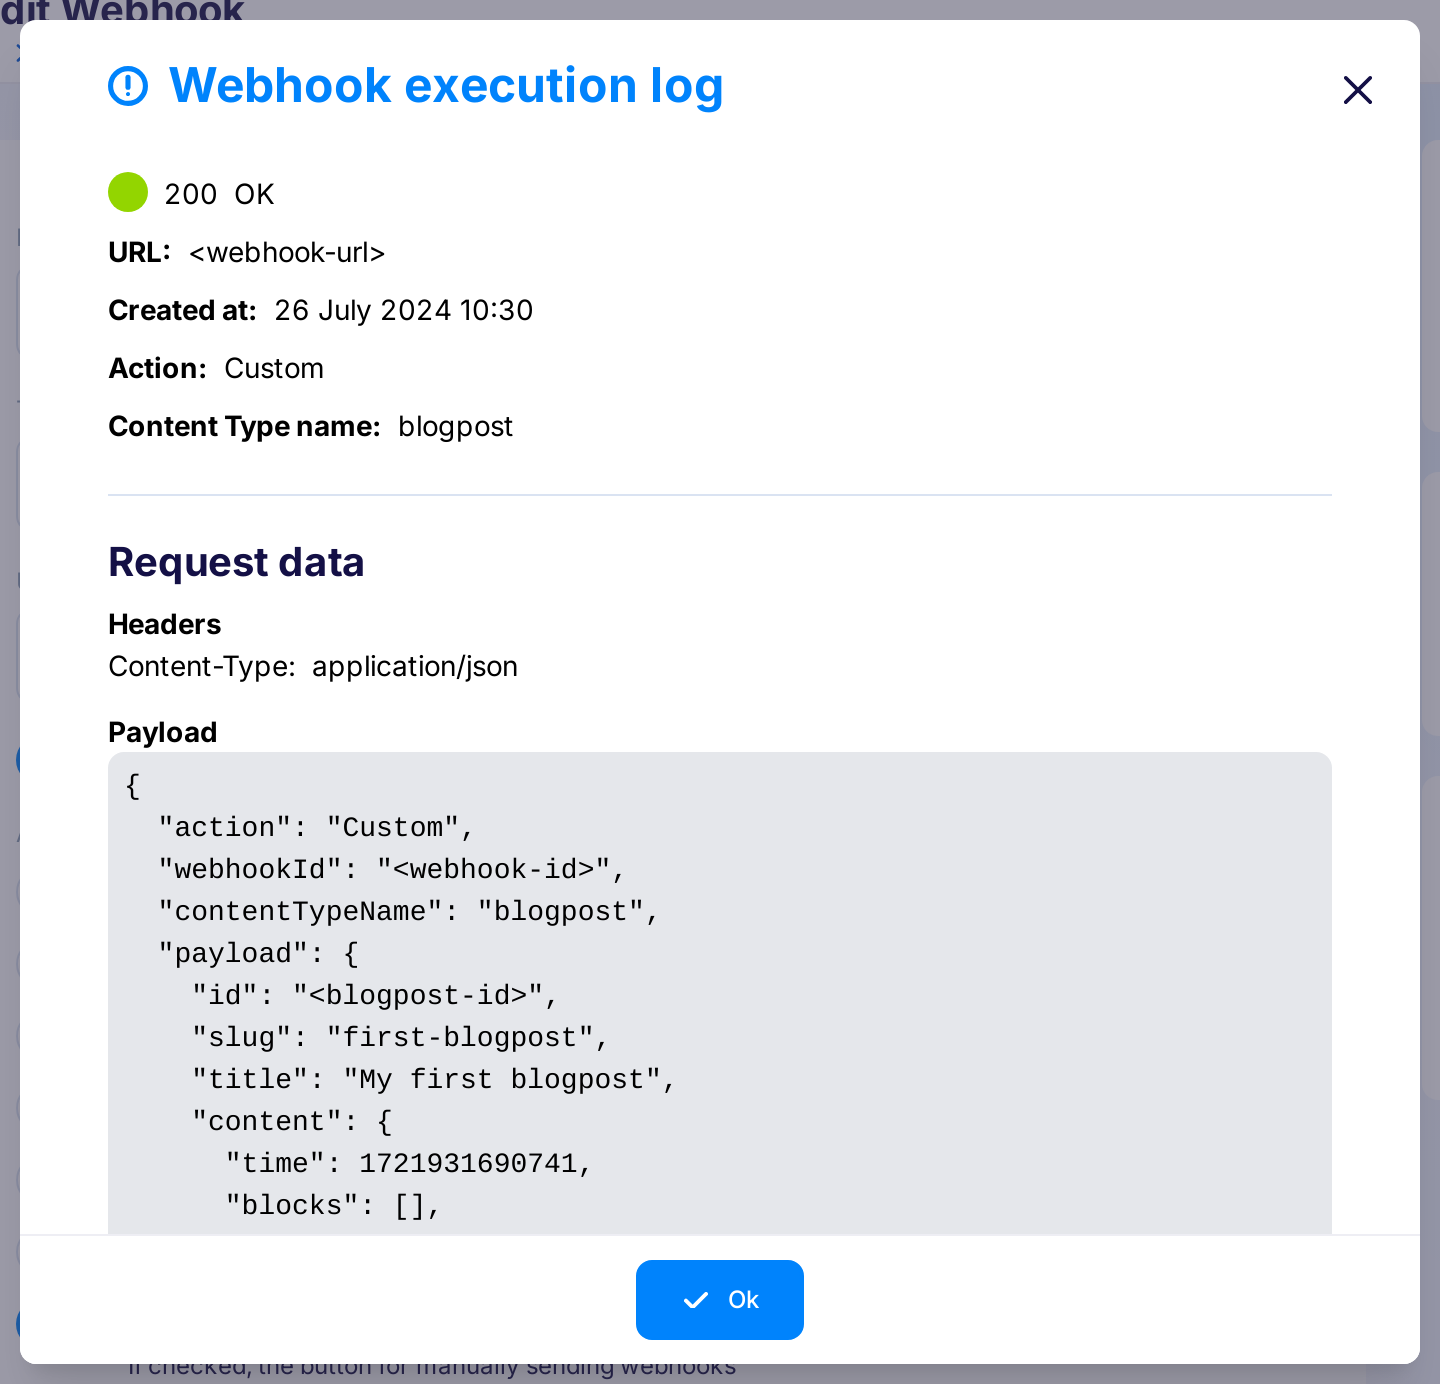 dit Webhook
Webhook execution log
200 OK
URL: <webhook-url>
Created at: 26 July 2024 10:30
Action: Custom
Content Type name: blogpost
Request data
Headers
Content-Type: application/json
Payload
{
  "action": "Custom",
  "webhookId": "<webhook-id>",
  "contentTypeName": "blogpost",
  "payload": {
    "id": "<blogpost-id>",
    "slug": "first-blogpost",
    "title": "My first blogpost",
    "content": {
      "time": 1721931690741,
      "blocks": [],
Ok
If checked, the button for manually sending webhooks